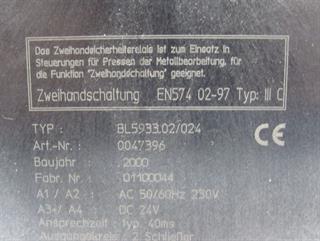 Das Zweihandsicherheitsrelais ist zum Einsatz in
Steuerungen für Pressen der Metallbearbeitung, für
die Funktion "Zweihandschaltung" geeignet.
Zweihandschaltung EN574 02-97 Typ: III C
TYP : BL5933.02/024
Art.-Nr. : 0047396
Baujahr : 2000
Fabr. Nr. : 01100044
A1 / A2 : AC 50/60Hz 230V
A3+/ A4 : DC 24V
Ansprechzeit : typ. 40ms
Ausgangskreis : 2 Schließer
CE